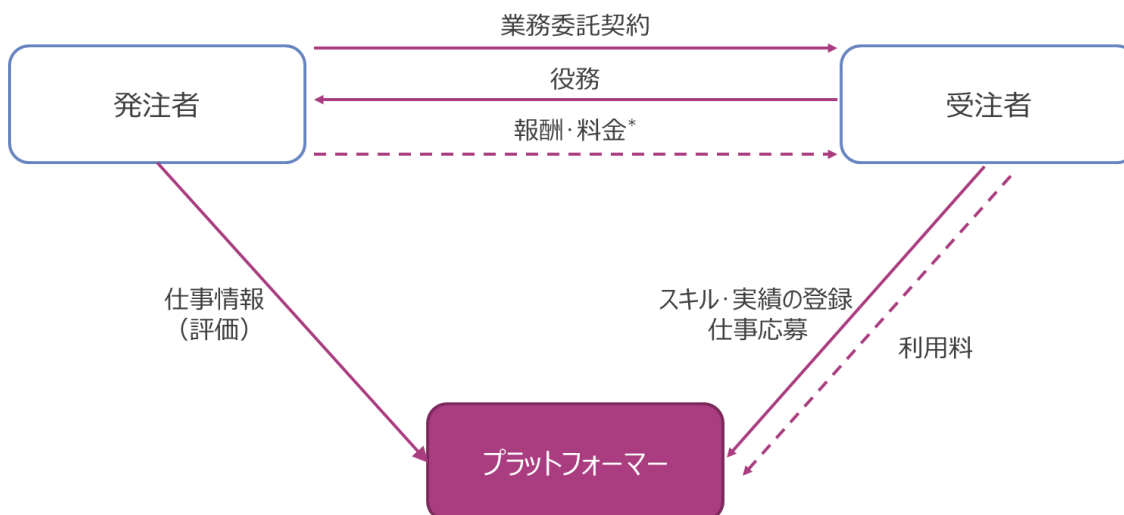 業務委託契約
発注者
役務
受注者
報酬・料金*
仕事情報
(評価)
スキル・実績の登録
仕事応募
利用料
プラットフォーマー